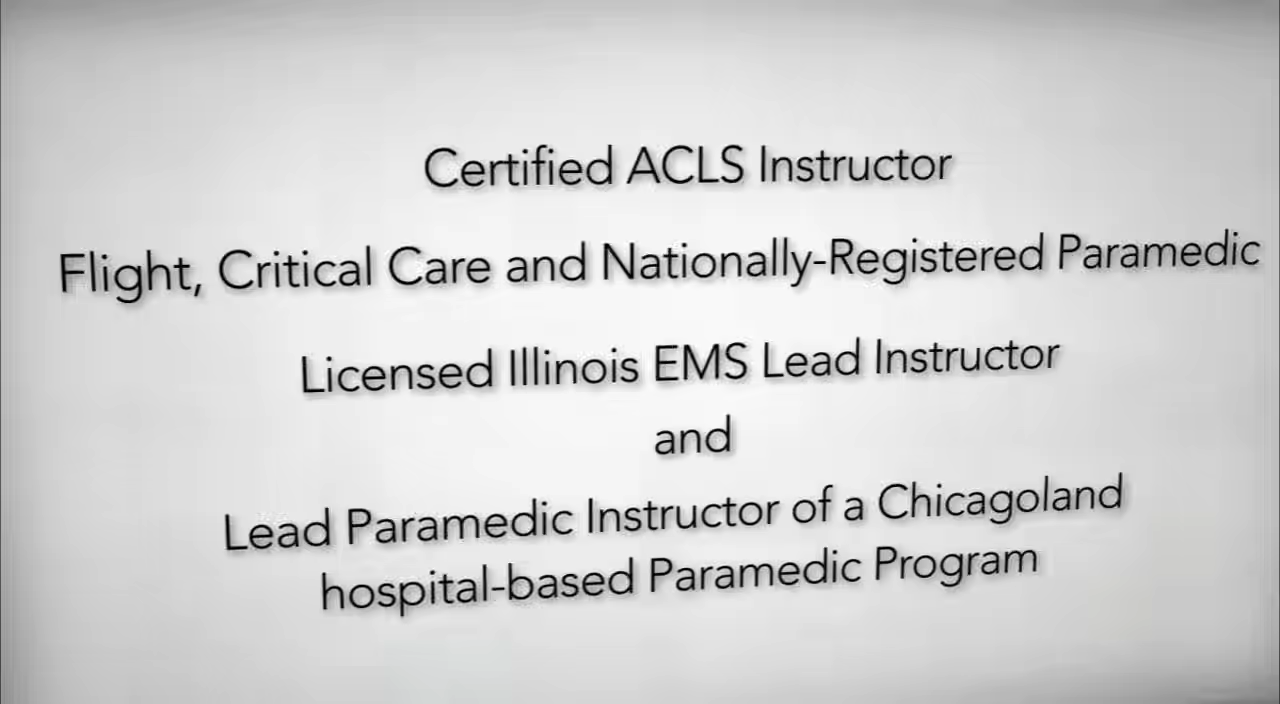 Certified ACLS Instructor
Flight, Critical Care and Nationally-Registered Paramedic
Licensed Illinois EMS Lead Instructor
and
Lead Paramedic Instructor of a Chicagoland
hospital-based Paramedic Program